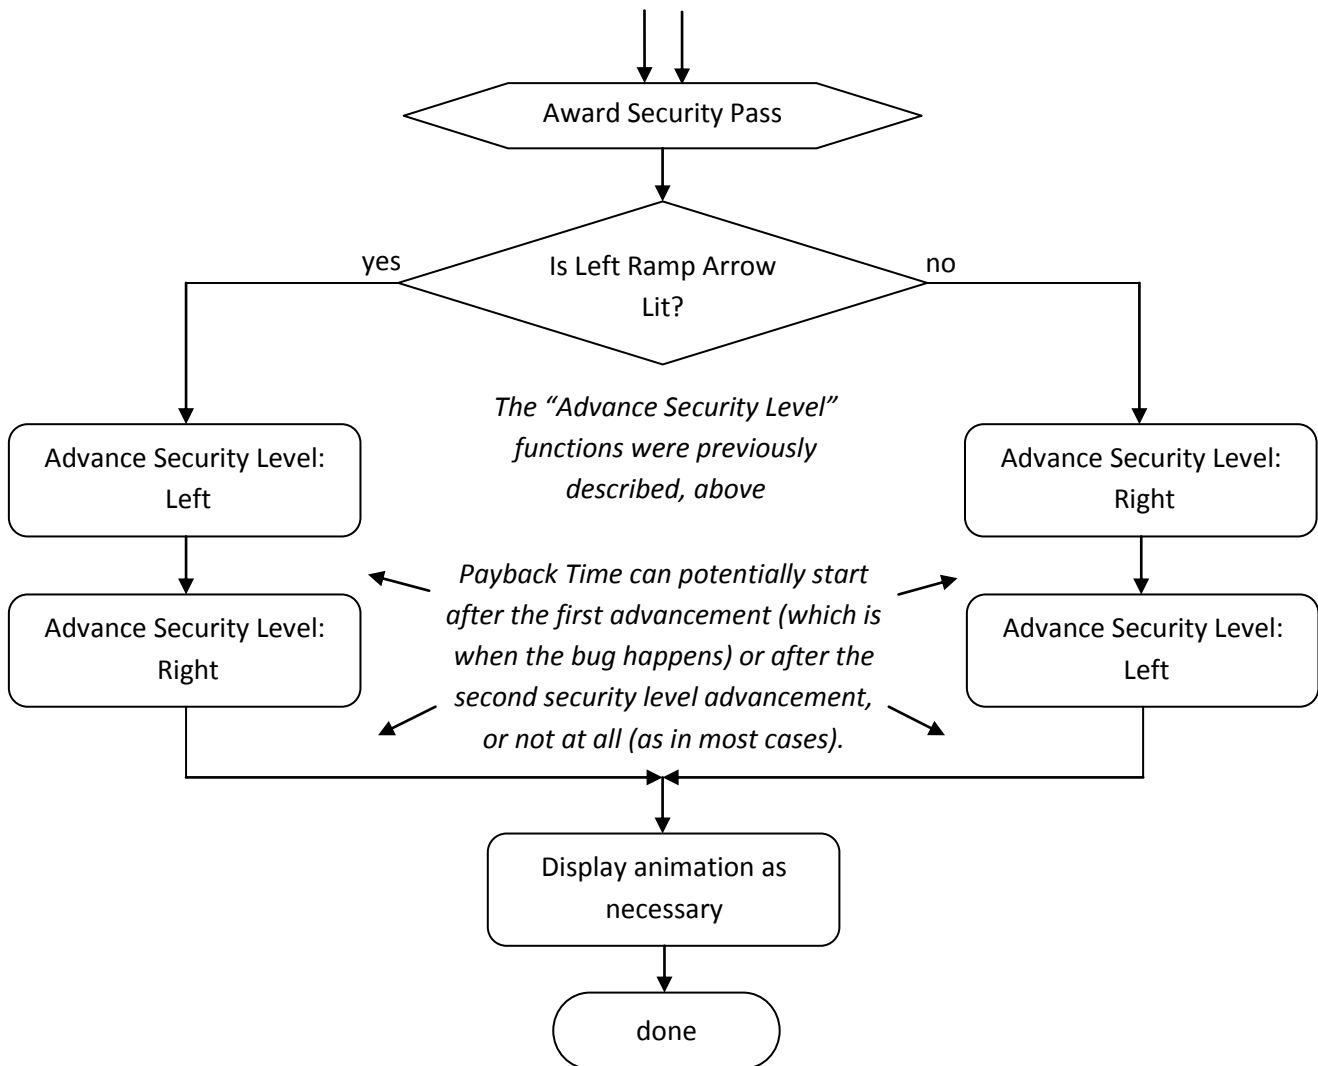 Award Security Pass
Is Left Ramp Arrow
Lit?
yes
no
The “Advance Security Level”
functions were previously
described, above
Advance Security Level:
Left
Advance Security Level:
Right
Payback Time can potentially start
after the first advancement (which is
when the bug happens) or after the
second security level advancement,
or not at all (as in most cases).
Advance Security Level:
Right
Advance Security Level:
Left
Display animation as
necessary
done